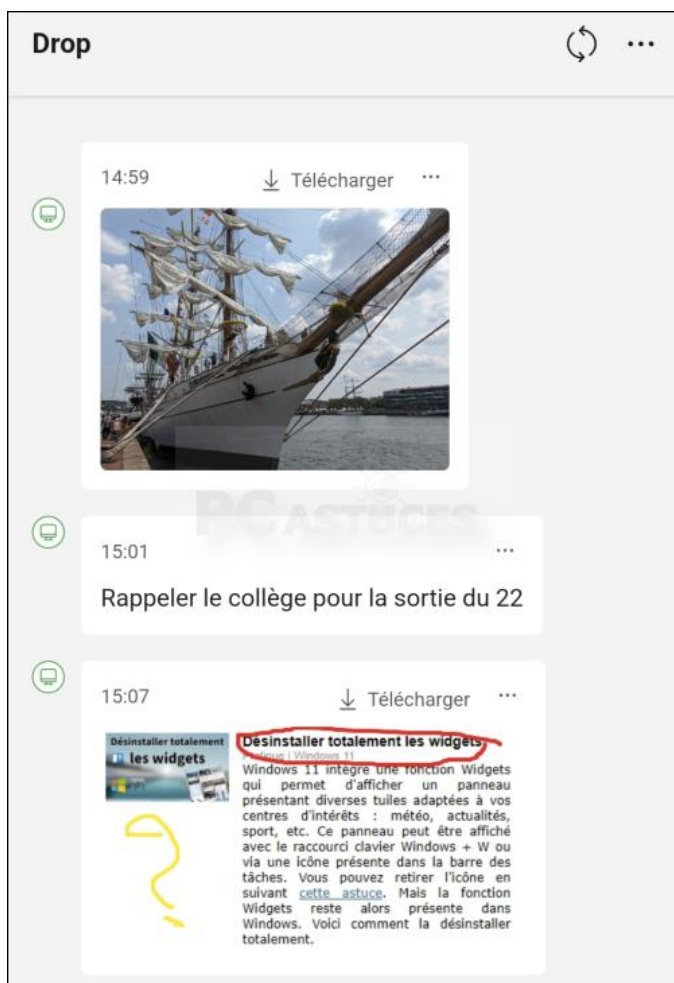 Drop
14:59
Télécharger
PC ASTUCES
15:01
Rappeler le collège pour la sortie du 22
15:07
Télécharger
Désinstaller totalement
les widgets
Désinstaller totalement les widgets
Pratique | Windows 11
Windows 11 intègre une fonction Widgets
qui permet d'afficher un panneau
présentant diverses tuiles adaptées à vos
centres d'intérêts : météo, actualités,
sport, etc. Ce panneau peut être affiché
avec le raccourci clavier Windows + W ou
via une icône présente dans la barre des
tâches. Vous pouvez retirer l'icône en
suivant cette astuce. Mais la fonction
Widgets reste alors présente dans
Windows. Voici comment la désinstaller
totalement.